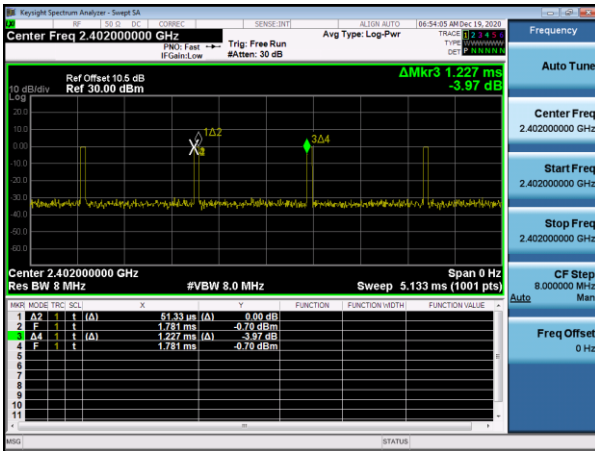 Keysight Spectrum Analyzer - Swept SA
RF 50 Ω DC CORREC SENSE:INT ALIGN AUTO 06:54:05 AM Dec 19, 2020
Center Freq 2.402000000 GHz
PNO: Fast
IFGain:Low
Trig: Free Run
#Atten: 30 dB
Avg Type: Log-Pwr
TRACE 1 2 3 4 5 6
TYPE WWWWWW
DET P N N N N N
Frequency
ΔMkr3 1.227 ms
-3.97 dB
Ref Offset 10.5 dB
10 dB/div Ref 30.00 dBm
Log
20.0
10.0
0.00
-10.0
-20.0
-30.0
-40.0
-50.0
-60.0
1Δ2
3Δ4
Center 2.402000000 GHz Span 0 Hz
Res BW 8 MHz #VBW 8.0 MHz Sweep 5.133 ms (1001 pts)
MKR MODE TRC SCL X Y FUNCTION FUNCTION WIDTH FUNCTION VALUE
1 Δ2 1 t (Δ) 51.33 µs (Δ) 0.00 dB
2 F 1 t 1.781 ms -0.70 dBm
3 Δ4 1 t (Δ) 1.227 ms (Δ) -3.97 dB
4 F 1 t 1.781 ms -0.70 dBm
5
6
7
8
9
10
11
MSG STATUS
Auto Tune
Center Freq
2.402000000 GHz
Start Freq
2.402000000 GHz
Stop Freq
2.402000000 GHz
CF Step
8.000000 MHz
Auto Man
Freq Offset
0 Hz